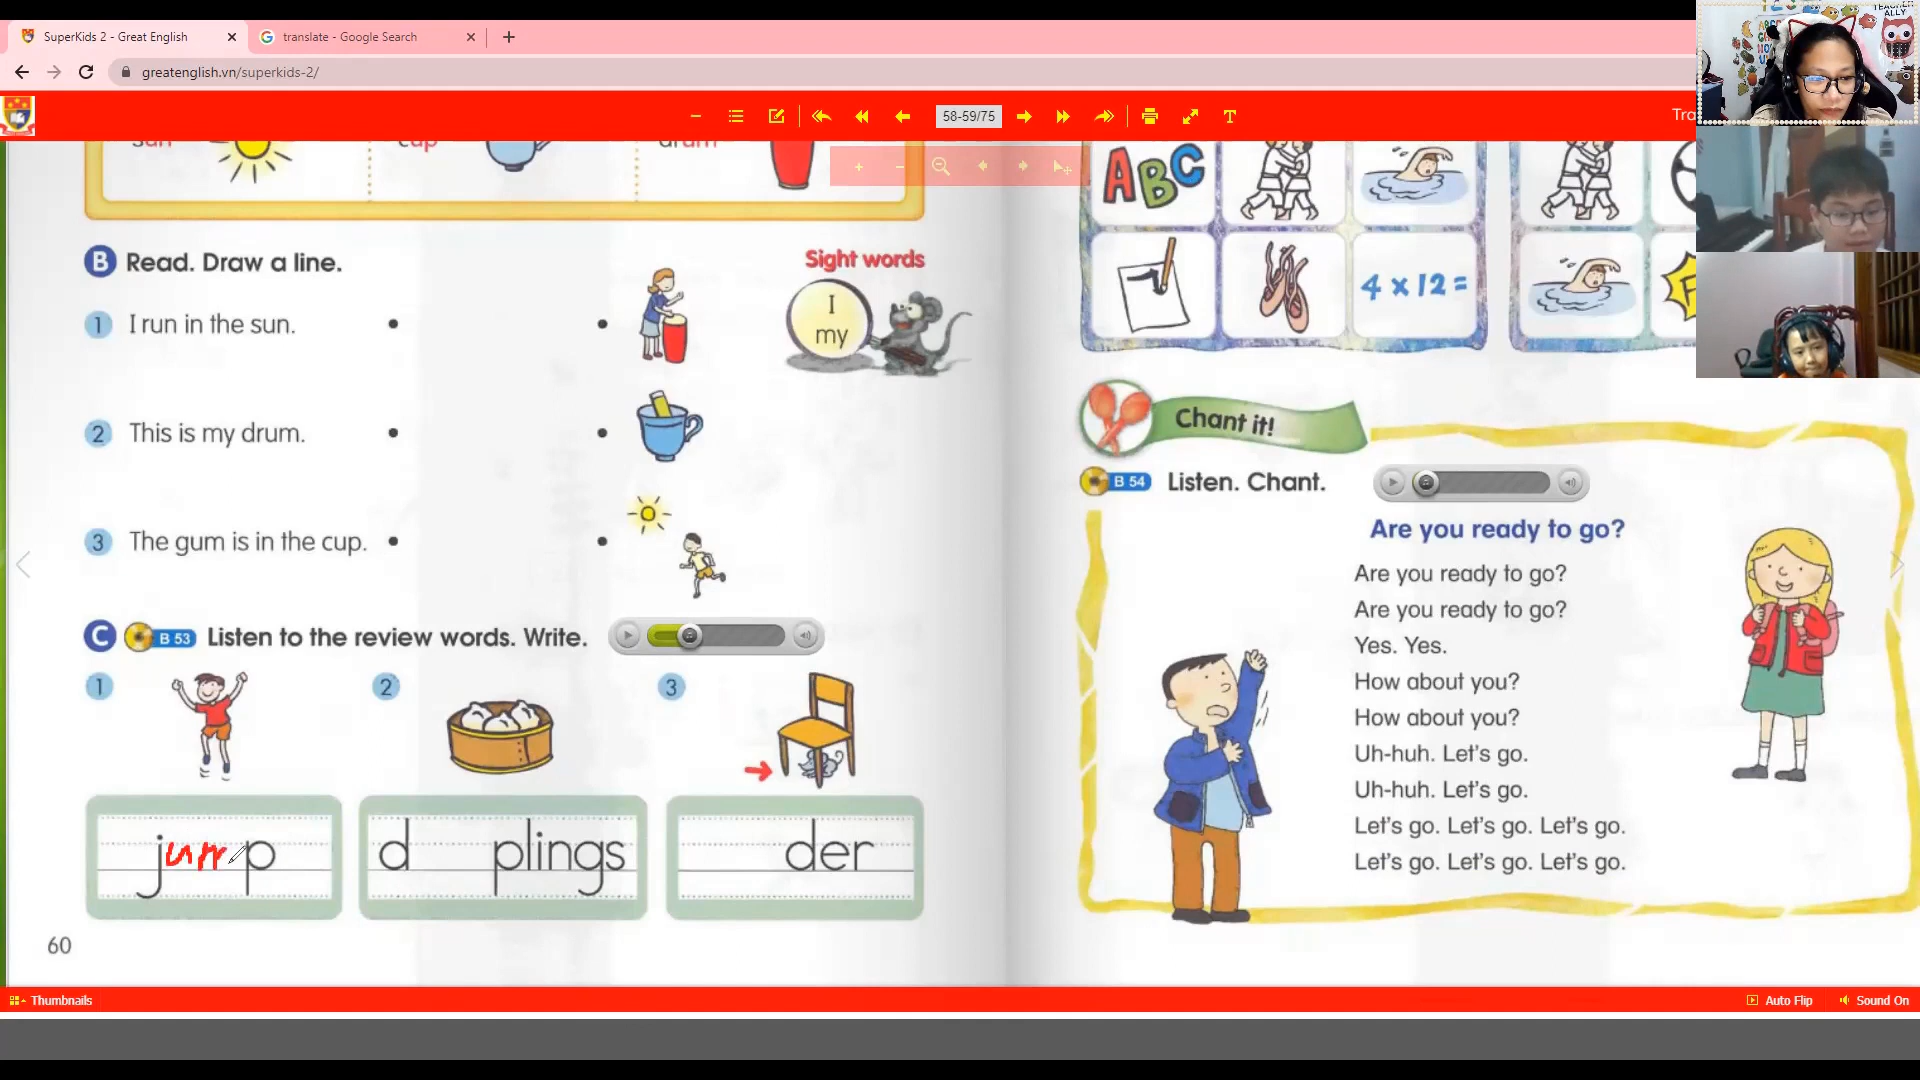 SuperKids 2 - Great English
translate - Google Search
greatenglish.vn/superkids-2/
58-59/75
T
TEACHER
ALLY
sun
cup
drum
B Read. Draw a line.
Sight words
I
my
1 I run in the sun.
2 This is my drum.
3 The gum is in the cup.
C B 53 Listen to the review words. Write.
1
2
3
jump
d plings
der
60
ABC
4 x 12 =
Chant it!
B 54 Listen. Chant.
Are you ready to go?
Are you ready to go?
Are you ready to go?
Yes. Yes.
How about you?
How about you?
Uh-huh. Let's go.
Uh-huh. Let's go.
Let's go. Let's go. Let's go.
Let's go. Let's go. Let's go.
Thumbnails
Auto Flip
Sound On